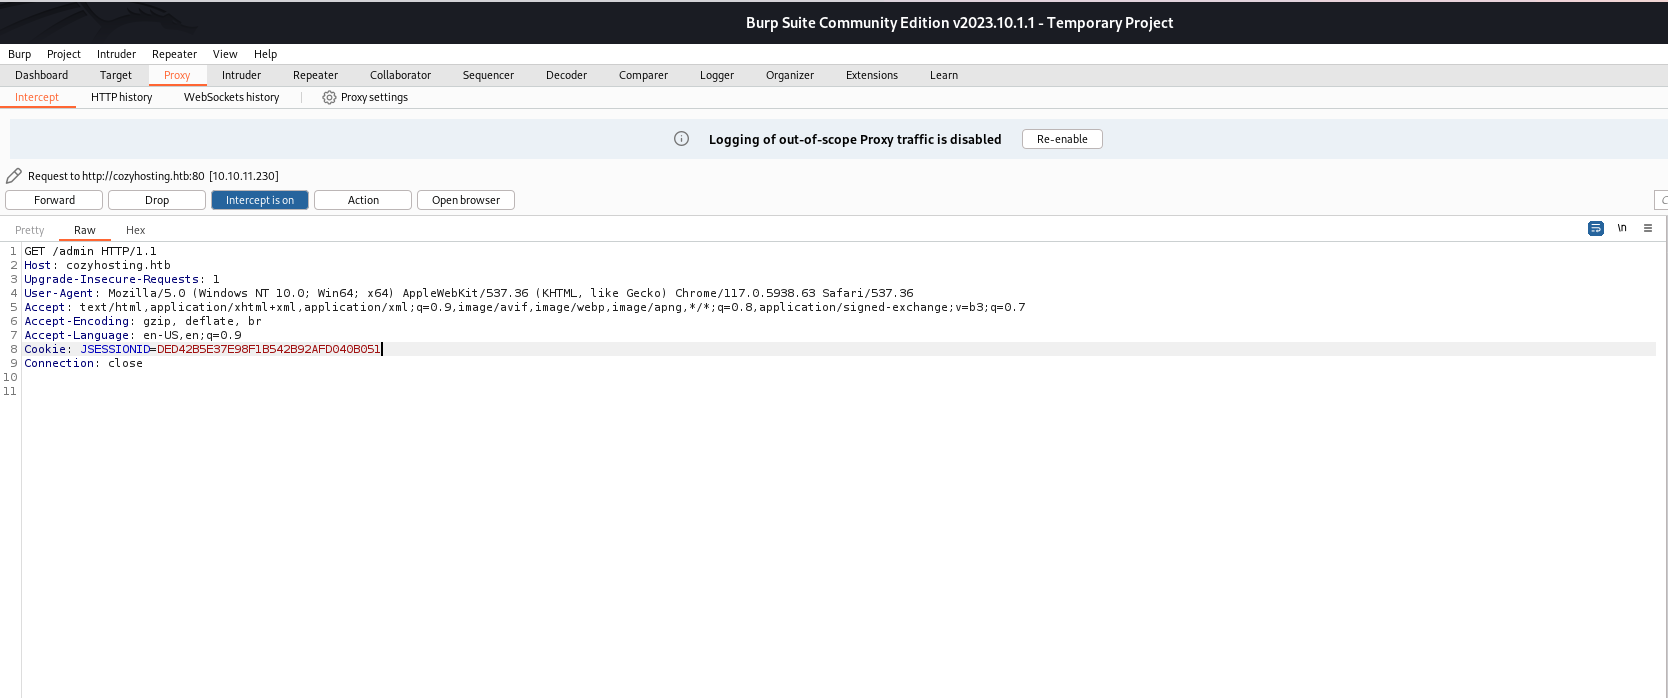 Burp Suite Community Edition v2023.10.1.1 - Temporary Project
Burp Project Intruder Repeater View Help
Dashboard Target Proxy Intruder Repeater Collaborator Sequencer Decoder Comparer Logger Organizer Extensions Learn
Intercept HTTP history WebSockets history Proxy settings
Logging of out-of-scope Proxy traffic is disabled Re-enable
Request to http://cozyhosting.htb:80 [10.10.11.230]
Forward Drop Intercept is on Action Open browser
Pretty Raw Hex \n
1 GET /admin HTTP/1.1
2 Host: cozyhosting.htb
3 Upgrade-Insecure-Requests: 1
4 User-Agent: Mozilla/5.0 (Windows NT 10.0; Win64; x64) AppleWebKit/537.36 (KHTML, like Gecko) Chrome/117.0.5938.63 Safari/537.36
5 Accept: text/html,application/xhtml+xml,application/xml;q=0.9,image/avif,image/webp,image/apng,*/*;q=0.8,application/signed-exchange;v=b3;q=0.7
6 Accept-Encoding: gzip, deflate, br
7 Accept-Language: en-US,en;q=0.9
8 Cookie: JSESSIONID=DED42B5E37E98F1B542B92AFD040B051
9 Connection: close
10
11